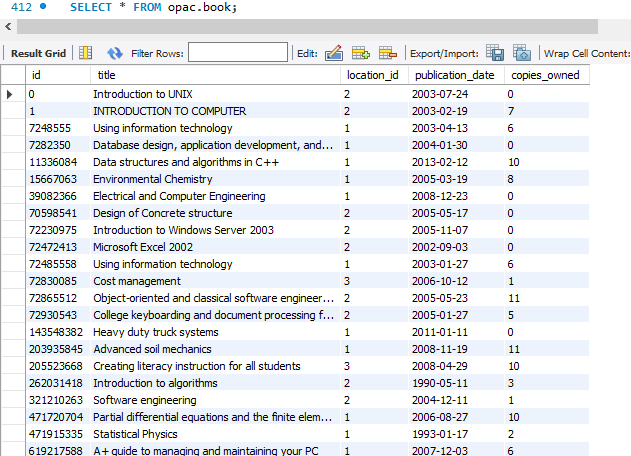 412 SELECT * FROM opac.book;
Result Grid Filter Rows: Edit: Export/Import: Wrap Cell Content:
id title location_id publication_date copies_owned
0 Introduction to UNIX 2 2003-07-24 0
1 INTRODUCTION TO COMPUTER 2 2003-02-19 7
7248555 Using information technology 1 2003-04-13 6
7282350 Database design, application development, and... 1 2004-01-30 0
11336084 Data structures and algorithms in C++ 1 2013-02-12 10
15667063 Environmental Chemistry 1 2005-03-19 8
39082366 Electrical and Computer Engineering 1 2008-12-23 0
70598541 Design of Concrete structure 2 2005-05-17 0
72230975 Introduction to Windows Server 2003 2 2005-11-07 0
72472413 Microsoft Excel 2002 2 2002-09-03 0
72485558 Using information technology 1 2003-01-27 6
72830085 Cost management 3 2006-10-12 1
72865512 Object-oriented and classical software engineer... 2 2005-05-23 11
72930543 College keyboarding and document processing f... 2 2005-01-27 5
143548382 Heavy duty truck systems 1 2011-01-11 0
203935845 Advanced soil mechanics 1 2008-11-19 11
205523668 Creating literacy instruction for all students 3 2008-04-29 10
262031418 Introduction to algorithms 2 1990-05-11 3
321210263 Software engineering 2 2004-12-11 1
471720704 Partial differential equations and the finite elem... 1 2006-08-27 10
471915335 Statistical Physics 1 1993-01-17 2
619217588 A+ guide to managing and maintaining your PC 1 2007-12-03 6